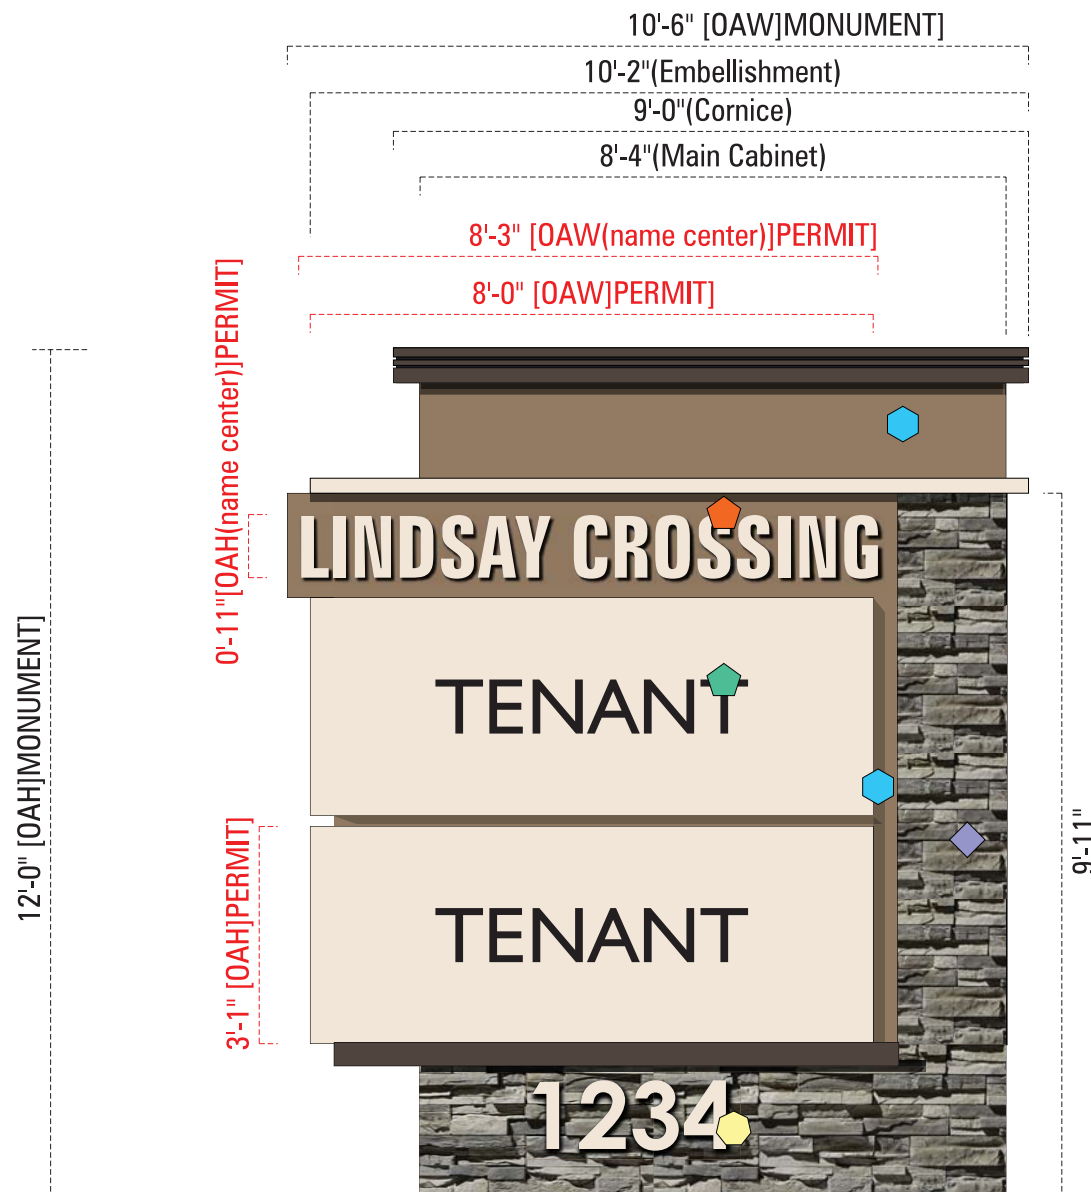 10'-6" [OAW]MONUMENT]
10'-2"(Embellishment)
9'-0"(Cornice)
8'-4"(Main Cabinet)
8'-3" [OAW(name center)]PERMIT]
8'-0" [OAW]PERMIT]
0'-11"[OAH(name center)]PERMIT]
LINDSAY CROSSING
TENANT
12'-0" [OAH]MONUMENT]
9'-11"
3'-1" [OAH]PERMIT]
TENANT
1234